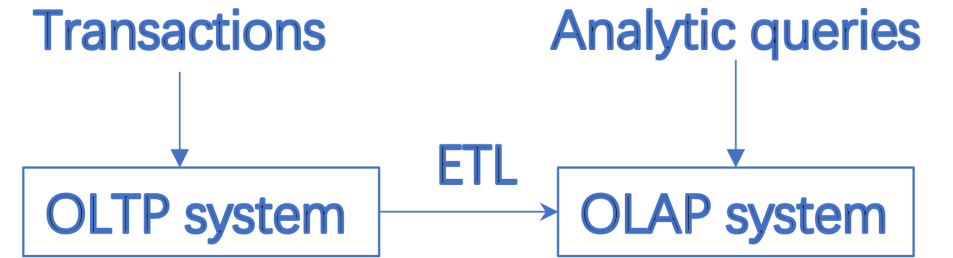 Transactions
Analytic queries
ETL
OLTP system
OLAP system